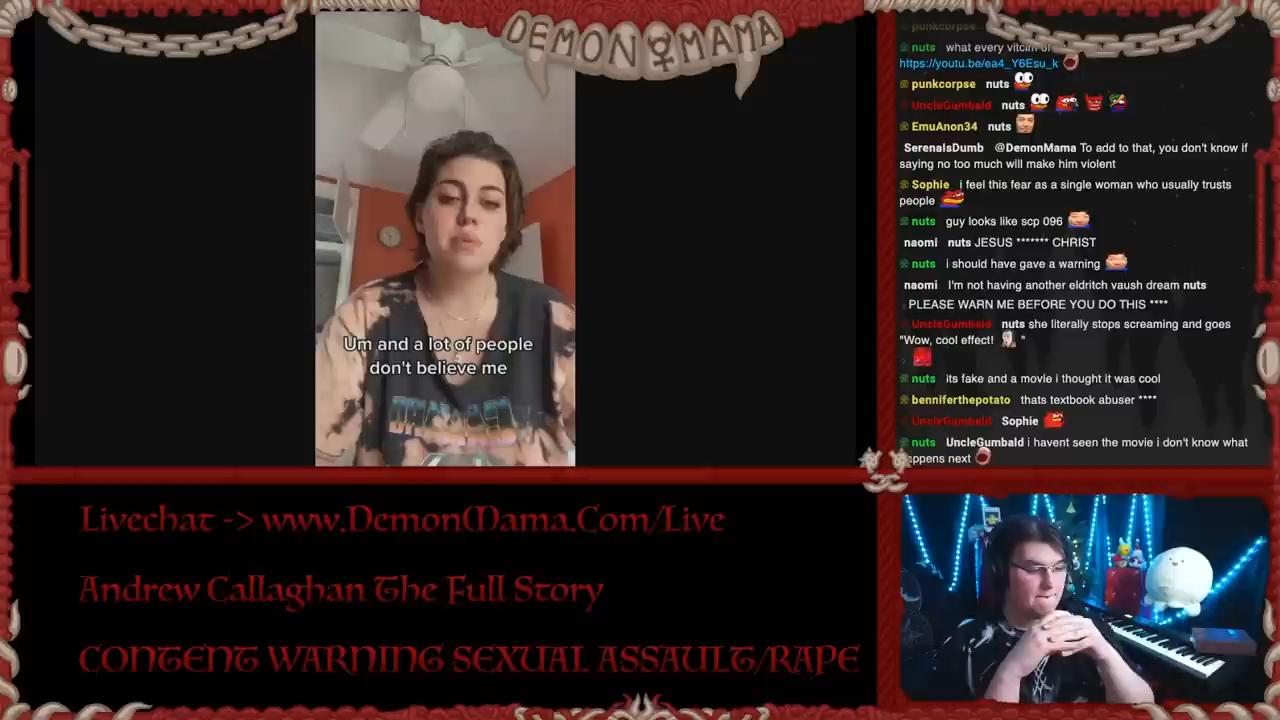 DEMON MAMA
Um and a lot of people
don't believe me
punkcorpse
nuts what every vitcim of
https://youtu.be/ea4_Y6Esu_k
punkcorpse nuts
UncleGumbald nuts
EmuAnon34 nuts
SerenaIsDumb @DemonMama To add to that, you don't know if
saying no too much will make him violent
Sophie i feel this fear as a single woman who usually trusts
people
nuts guy looks like scp 096
naomi nuts JESUS ******* CHRIST
nuts i should have gave a warning
naomi I'm not having another eldritch vaush dream nuts
PLEASE WARN ME BEFORE YOU DO THIS ****
UncleGumbald nuts she literally stops screaming and goes
"Wow, cool effect! "
nuts its fake and a movie i thought it was cool
benniferthepotato thats textbook abuser ****
UncleGumbald Sophie
nuts UncleGumbald i havent seen the movie i don't know what
appens next
Livechat -> www.DemonMama.Com/Live
Andrew Callaghan The Full Story
CONTENT WARNING SEXUAL ASSAULT/RAPE